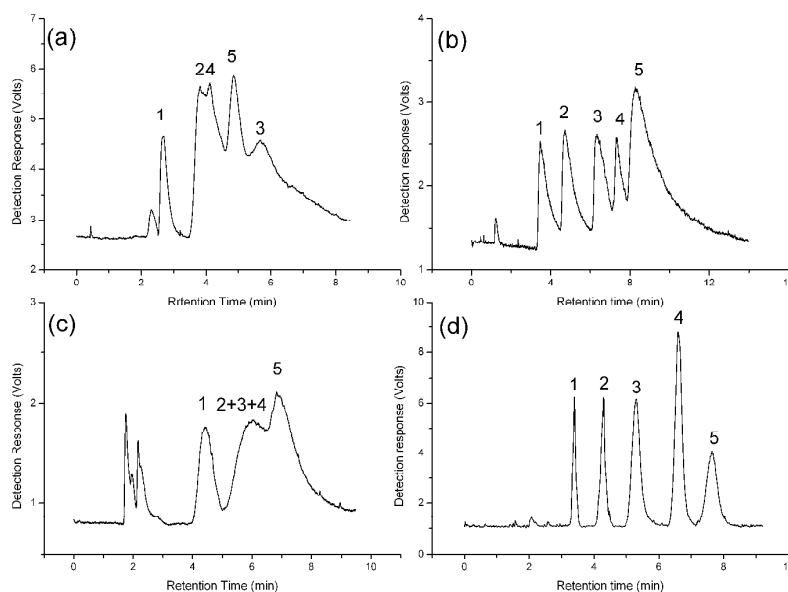 (a)
7
6
5
4
3
2
Detection Response (Volts)
1
24
5
3
0 2 4 6 8 10
Rrtention Time (min)
(b)
4
3
2
1
Detection response (Volts)
1
2
3
4
5
0 4 8 12
Retention time (min)
(c)
3
2
1
Detection Response (Volts)
1
2+3+4
5
0 2 4 6 8 10
Retention Time (min)
(d)
10
8
6
4
2
0
Detection response (Volts)
1
2
3
4
5
0 2 4 6 8
Retention time (min)